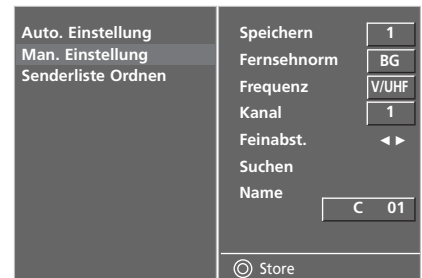 Auto. Einstellung
Man. Einstellung
Senderliste Ordnen
Speichern 1
Fernsehnorm BG
Frequenz V/UHF
Kanal 1
Feinabst. ◄ ►
Suchen
Name
C 01
Store